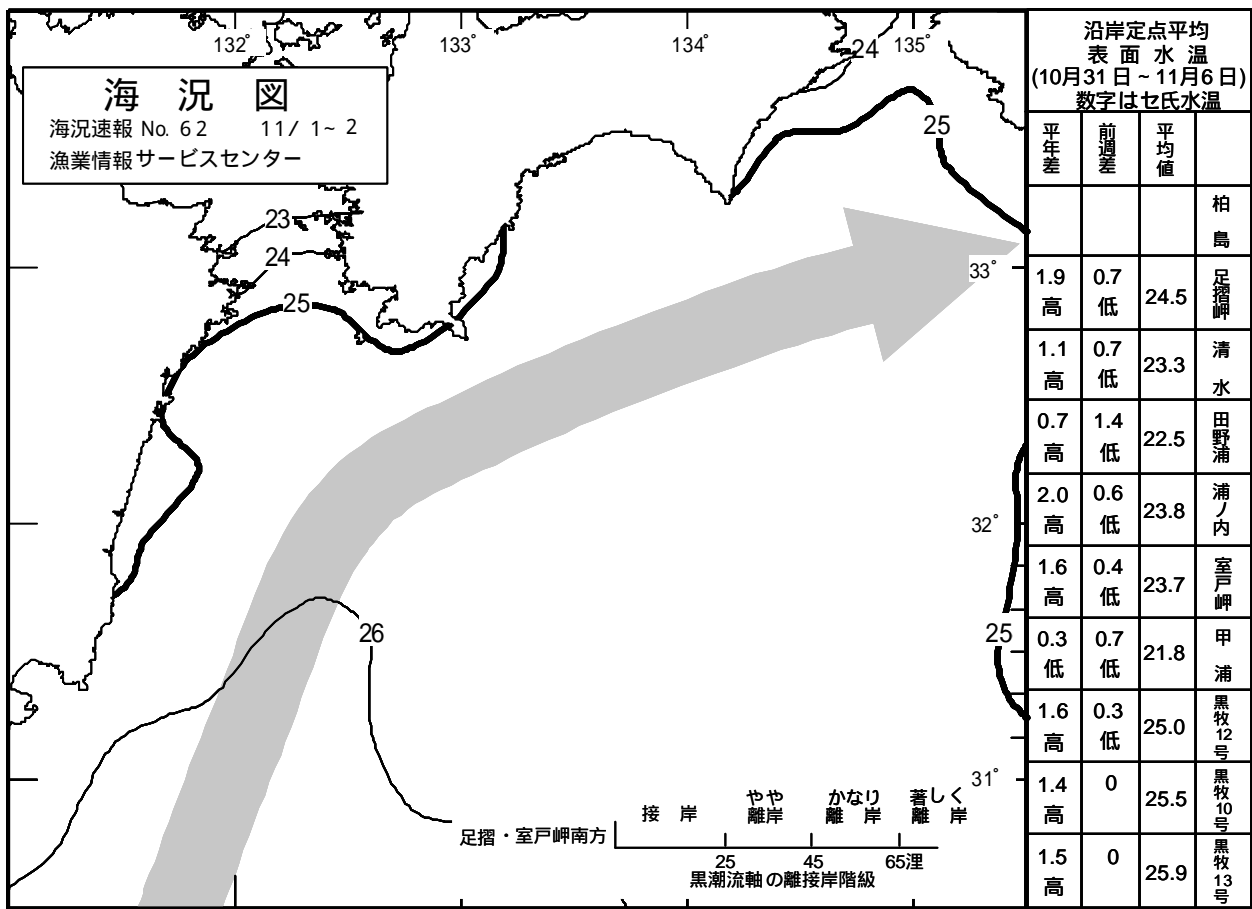 海 況 図
海況速報 No. 62 11/ 1~ 2
漁業情報サービスセンター
132°
133°
134°
135°
24
25
23
24
25
33°
32°
26
25
31°
足摺・室戸岬南方
接 岸
やや
離岸
かなり
離 岸
著しく
離 岸
25 45 65浬
黒潮流軸の離接岸階級
沿岸定点平均
表 面 水 温
(10月31日~11月6日)
数字はセ氏水温
平年差 前週差 平均値
柏島
1.9高 0.7低 24.5 足摺岬
1.1高 0.7低 23.3 清水
0.7高 1.4低 22.5 田野浦
2.0高 0.6低 23.8 浦ノ内
1.6高 0.4低 23.7 室戸岬
0.3低 0.7低 21.8 甲浦
1.6高 0.3低 25.0 黒牧12号
1.4高 0 25.5 黒牧10号
1.5高 0 25.9 黒牧13号